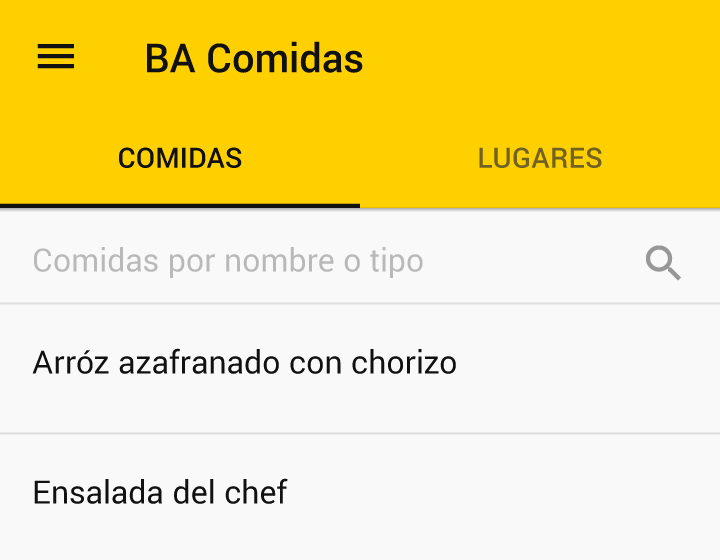 BA Comidas
COMIDAS
LUGARES
Comidas por nombre o tipo
Arróz azafranado con chorizo
Ensalada del chef